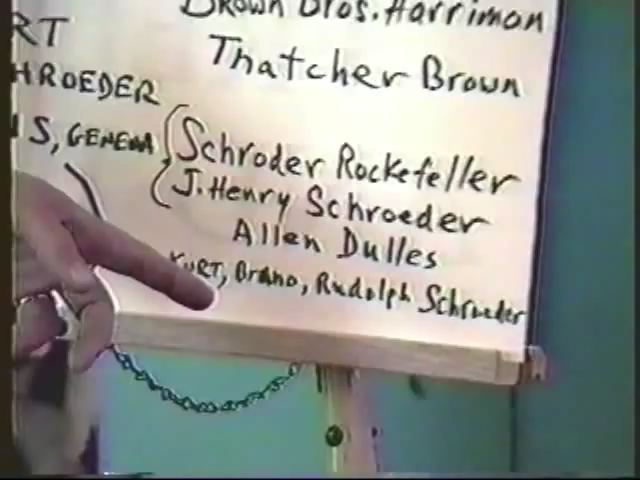 Brown Bros. Harriman
RT
Thatcher Brown
HROEDER
S, GENEVA
Schroder Rockefeller
J. Henry Schroeder
Allen Dulles
KURT, Bruno, Rudolph Schroeder